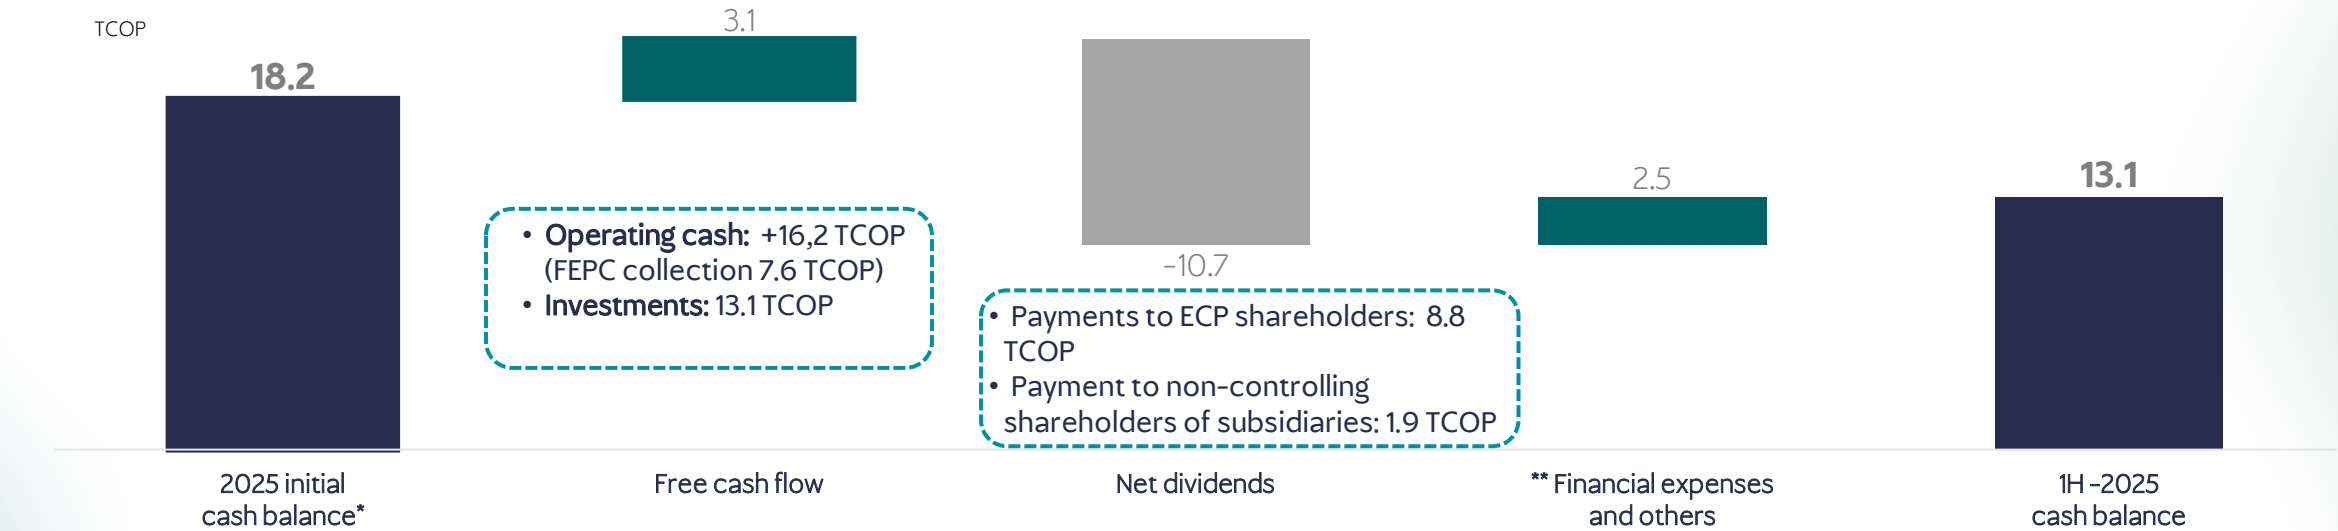 TCOP
18.2
3.1
2.5
13.1
• Operating cash: +16,2 TCOP
(FEPC collection 7.6 TCOP)
• Investments: 13.1 TCOP
-10.7
• Payments to ECP shareholders: 8.8
TCOP
• Payment to non-controlling
shareholders of subsidiaries: 1.9 TCOP
2025 initial
cash balance*
Free cash flow
Net dividends
** Financial expenses
and others
1H -2025
cash balance